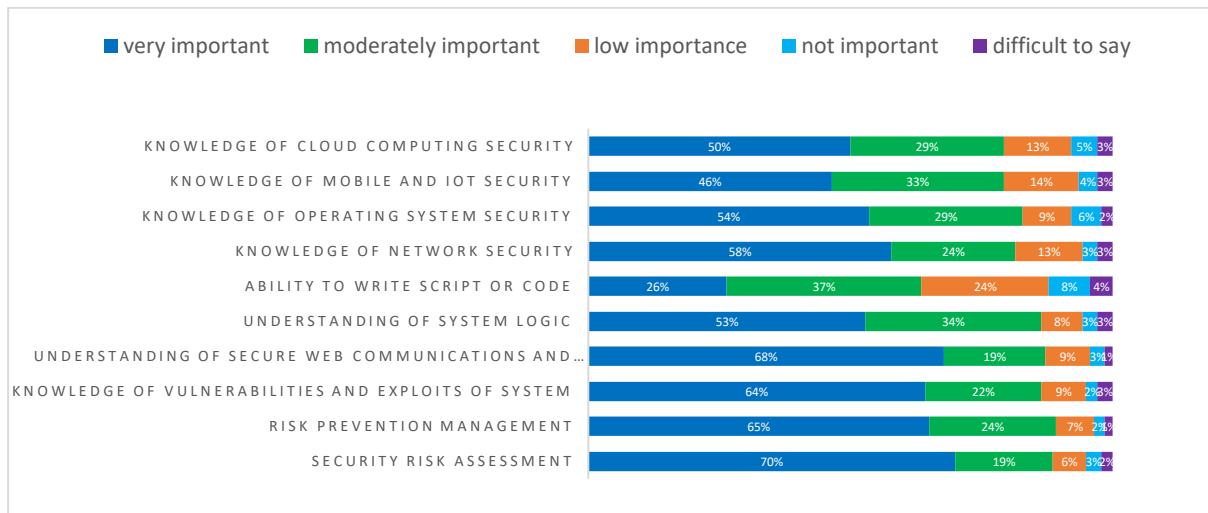 very important moderately important low importance not important difficult to say
KNOWLEDGE OF CLOUD COMPUTING SECURITY 50% 29% 13% 5% 3%
KNOWLEDGE OF MOBILE AND IOT SECURITY 46% 33% 14% 4% 3%
KNOWLEDGE OF OPERATING SYSTEM SECURITY 54% 29% 9% 6% 2%
KNOWLEDGE OF NETWORK SECURITY 58% 24% 13% 3% 3%
ABILITY TO WRITE SCRIPT OR CODE 26% 37% 24% 8% 4%
UNDERSTANDING OF SYSTEM LOGIC 53% 34% 8% 3% 3%
UNDERSTANDING OF SECURE WEB COMMUNICATIONS AND… 68% 19% 9% 3% 1%
KNOWLEDGE OF VULNERABILITIES AND EXPLOITS OF SYSTEM 64% 22% 9% 2% 3%
RISK PREVENTION MANAGEMENT 65% 24% 7% 2% 1%
SECURITY RISK ASSESSMENT 70% 19% 6% 3% 2%